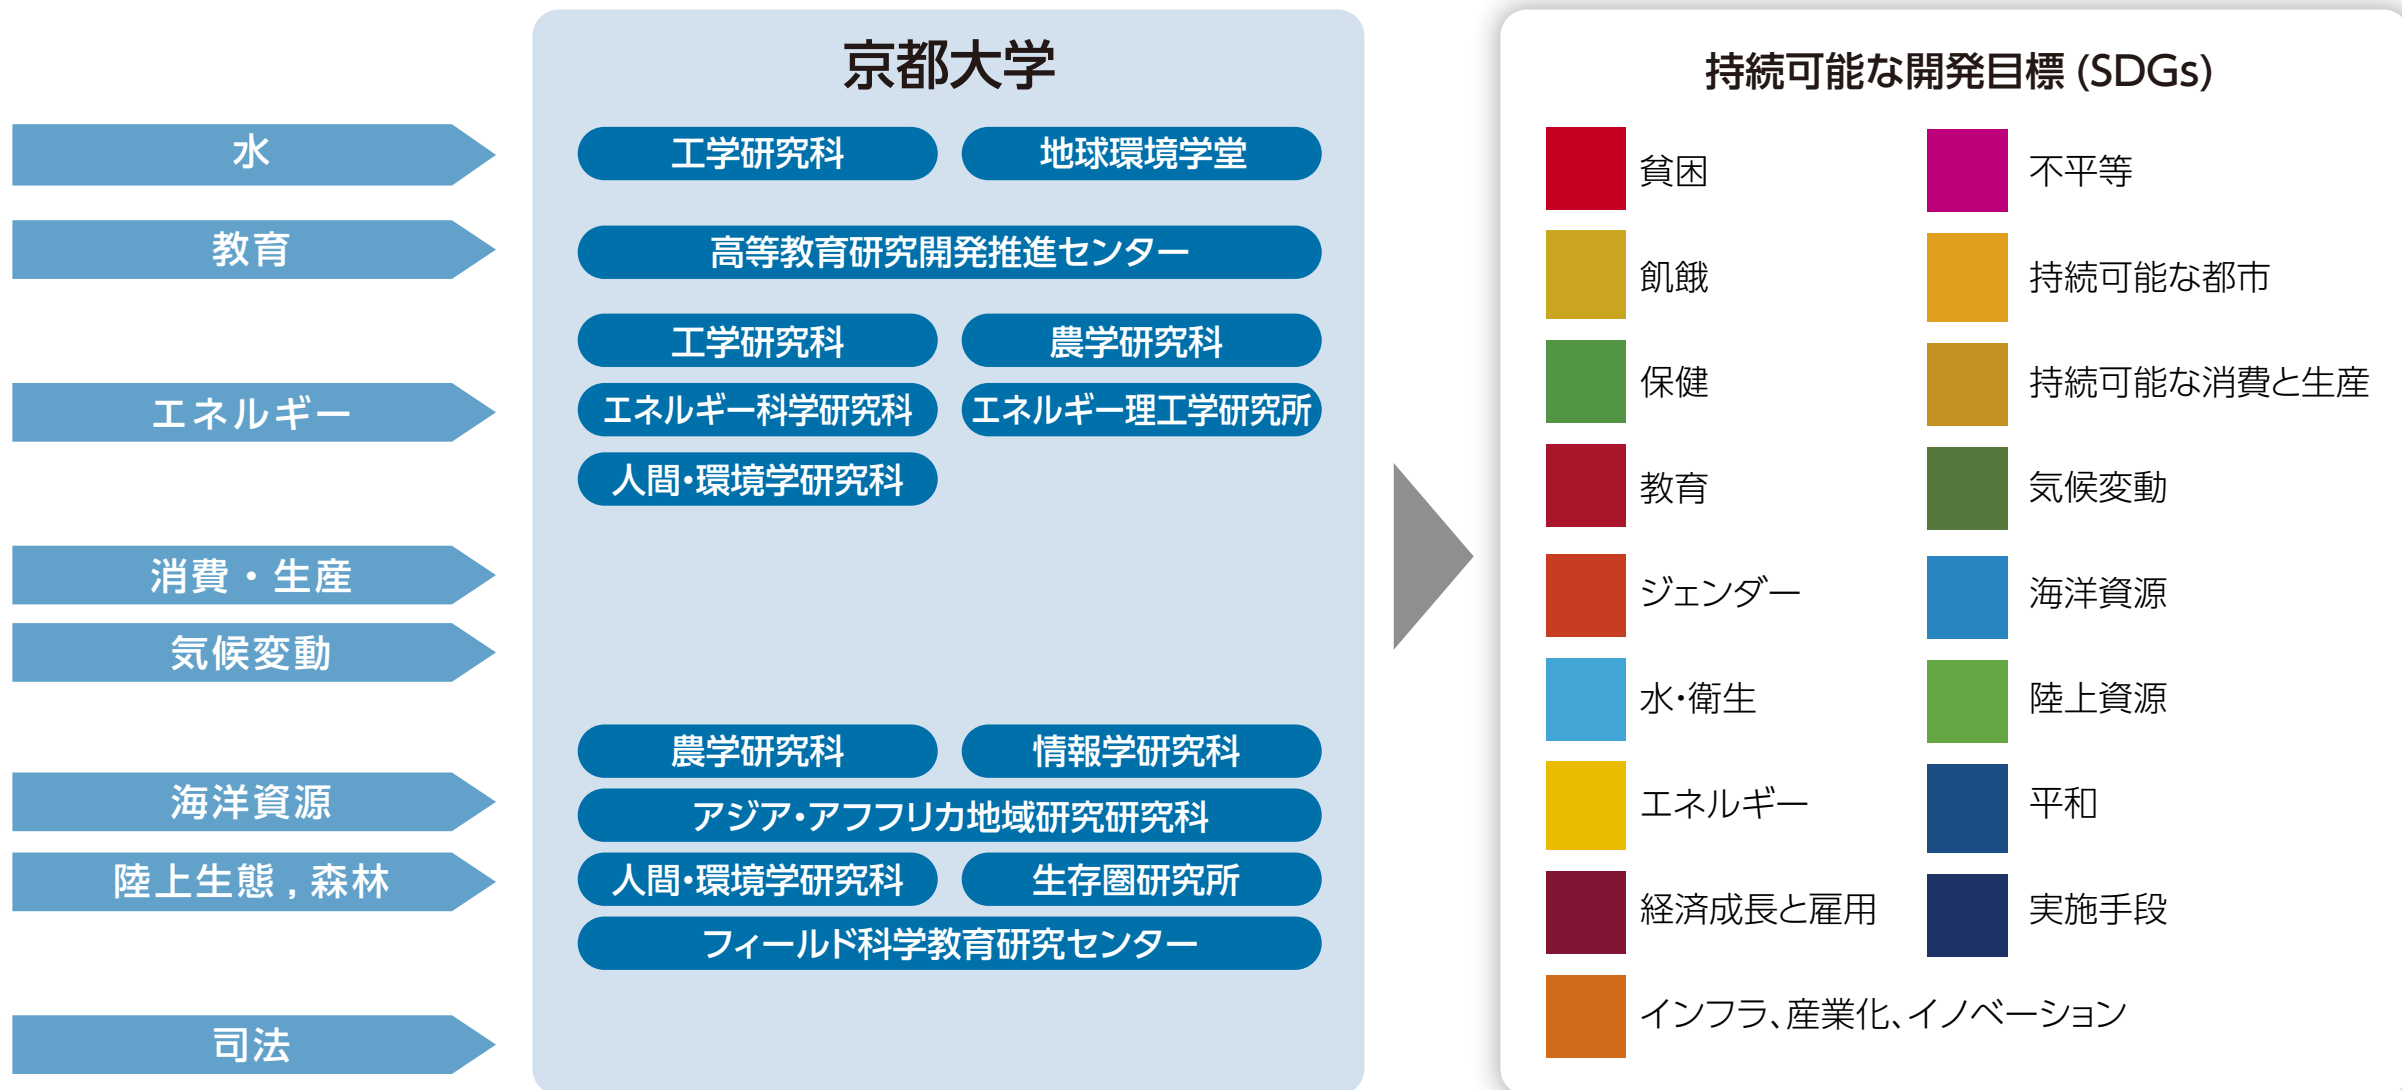 京都大学
水
工学研究科
地球環境学堂
教育
高等教育研究開発推進センター
エネルギー
工学研究科
農学研究科
エネルギー科学研究科
エネルギー理工学研究所
人間・環境学研究科
消費・生産
気候変動
海洋資源
農学研究科
情報学研究科
アジア・アフフリカ地域研究研究科
陸上生態 , 森林
人間・環境学研究科
生存圏研究所
フィールド科学教育研究センター
司法
持続可能な開発目標 (SDGs)
貧困
飢餓
保健
教育
ジェンダー
水・衛生
エネルギー
経済成長と雇用
インフラ、産業化、イノベーション
不平等
持続可能な都市
持続可能な消費と生産
気候変動
海洋資源
陸上資源
平和
実施手段